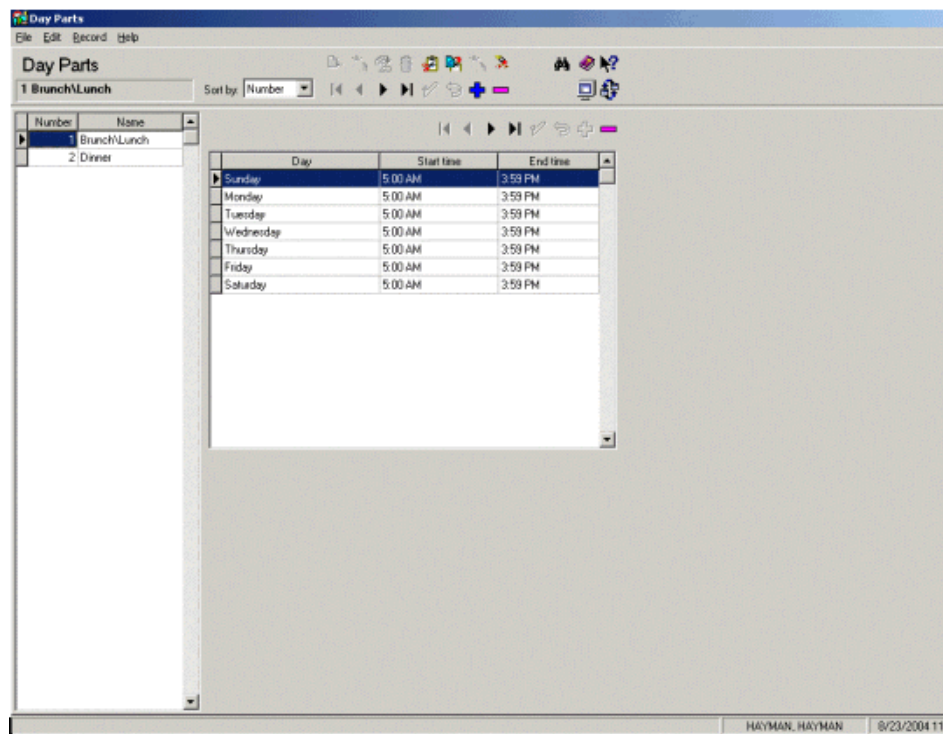 Day Parts
File Edit Record Help
Day Parts
1 Brunch\Lunch
Sort by: Number
Number Name
1 Brunch\Lunch
2 Dinner
Day Start time End time
Sunday 5:00 AM 3:59 PM
Monday 5:00 AM 3:59 PM
Tuesday 5:00 AM 3:59 PM
Wednesday 5:00 AM 3:59 PM
Thursday 5:00 AM 3:59 PM
Friday 5:00 AM 3:59 PM
Saturday 5:00 AM 3:59 PM
HAYMAN, HAYMAN 8/23/2004 11